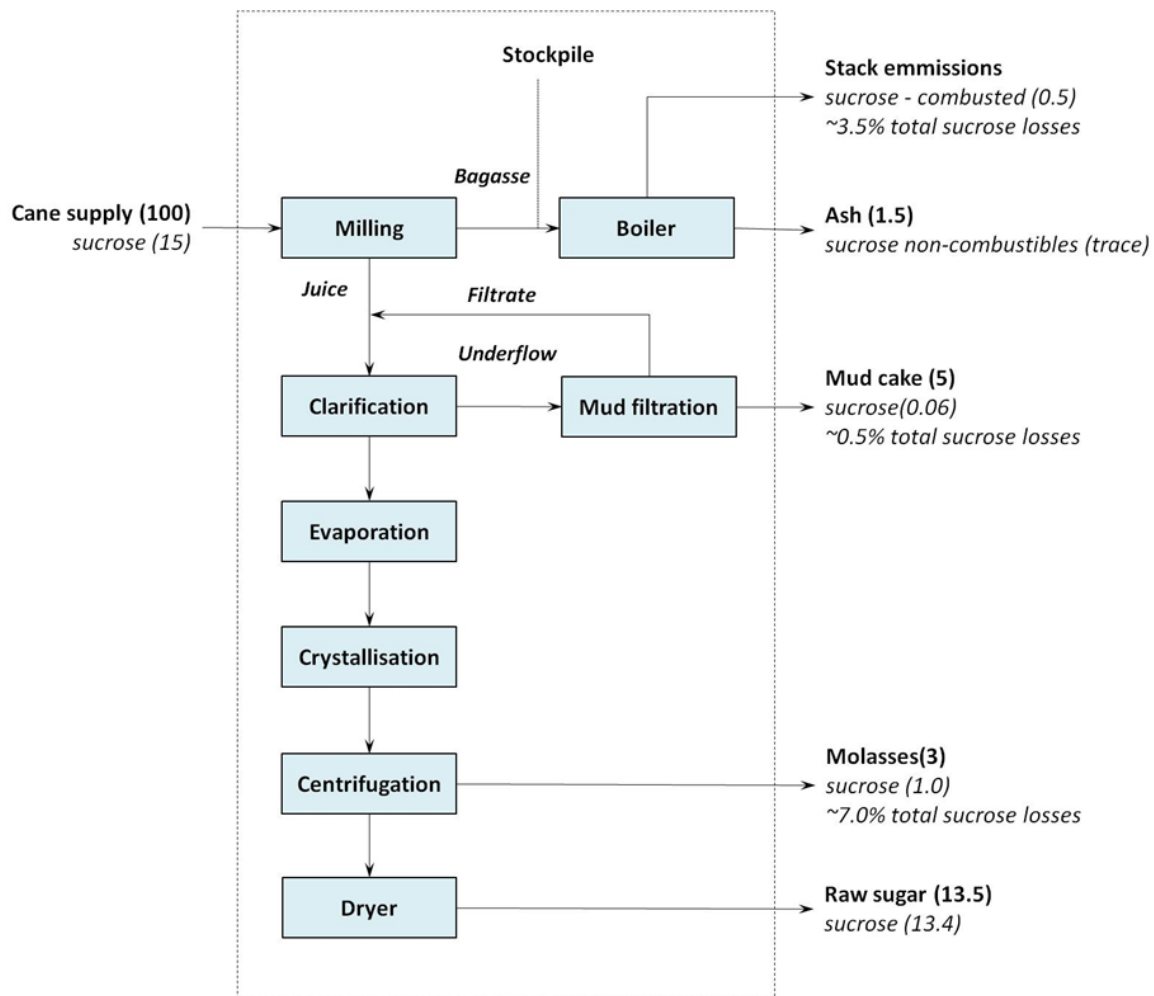 Stockpile
Stack emmissions
sucrose - combusted (0.5)
~3.5% total sucrose losses
Bagasse
Cane supply (100)
sucrose (15)
Milling
Boiler
Ash (1.5)
sucrose non-combustibles (trace)
Juice
Filtrate
Underflow
Clarification
Mud filtration
Mud cake (5)
sucrose(0.06)
~0.5% total sucrose losses
Evaporation
Crystallisation
Centrifugation
Molasses(3)
sucrose (1.0)
~7.0% total sucrose losses
Dryer
Raw sugar (13.5)
sucrose (13.4)